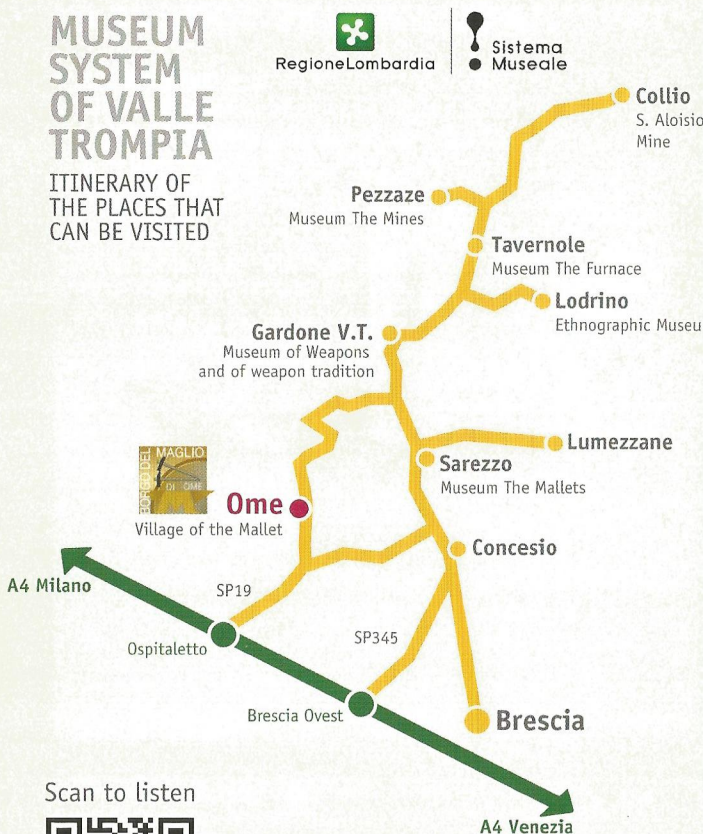 MUSEUM
SYSTEM
OF VALLE
TROMPIA
ITINERARY OF
THE PLACES THAT
CAN BE VISITED
RegioneLombardia
Sistema
Museale
Collio
S. Aloisio
Mine
Pezzaze
Museum The Mines
Tavernole
Museum The Furnace
Lodrino
Ethnographic Museu
Gardone V.T.
Museum of Weapons
and of weapon tradition
Lumezzane
Sarezzo
Museum The Mallets
BORGO DEL
MAGLIO
DI OME
Ome
Village of the Mallet
Concesio
A4 Milano
SP19
Ospitaletto
SP345
Brescia Ovest
Brescia
Scan to listen
A4 Venezia